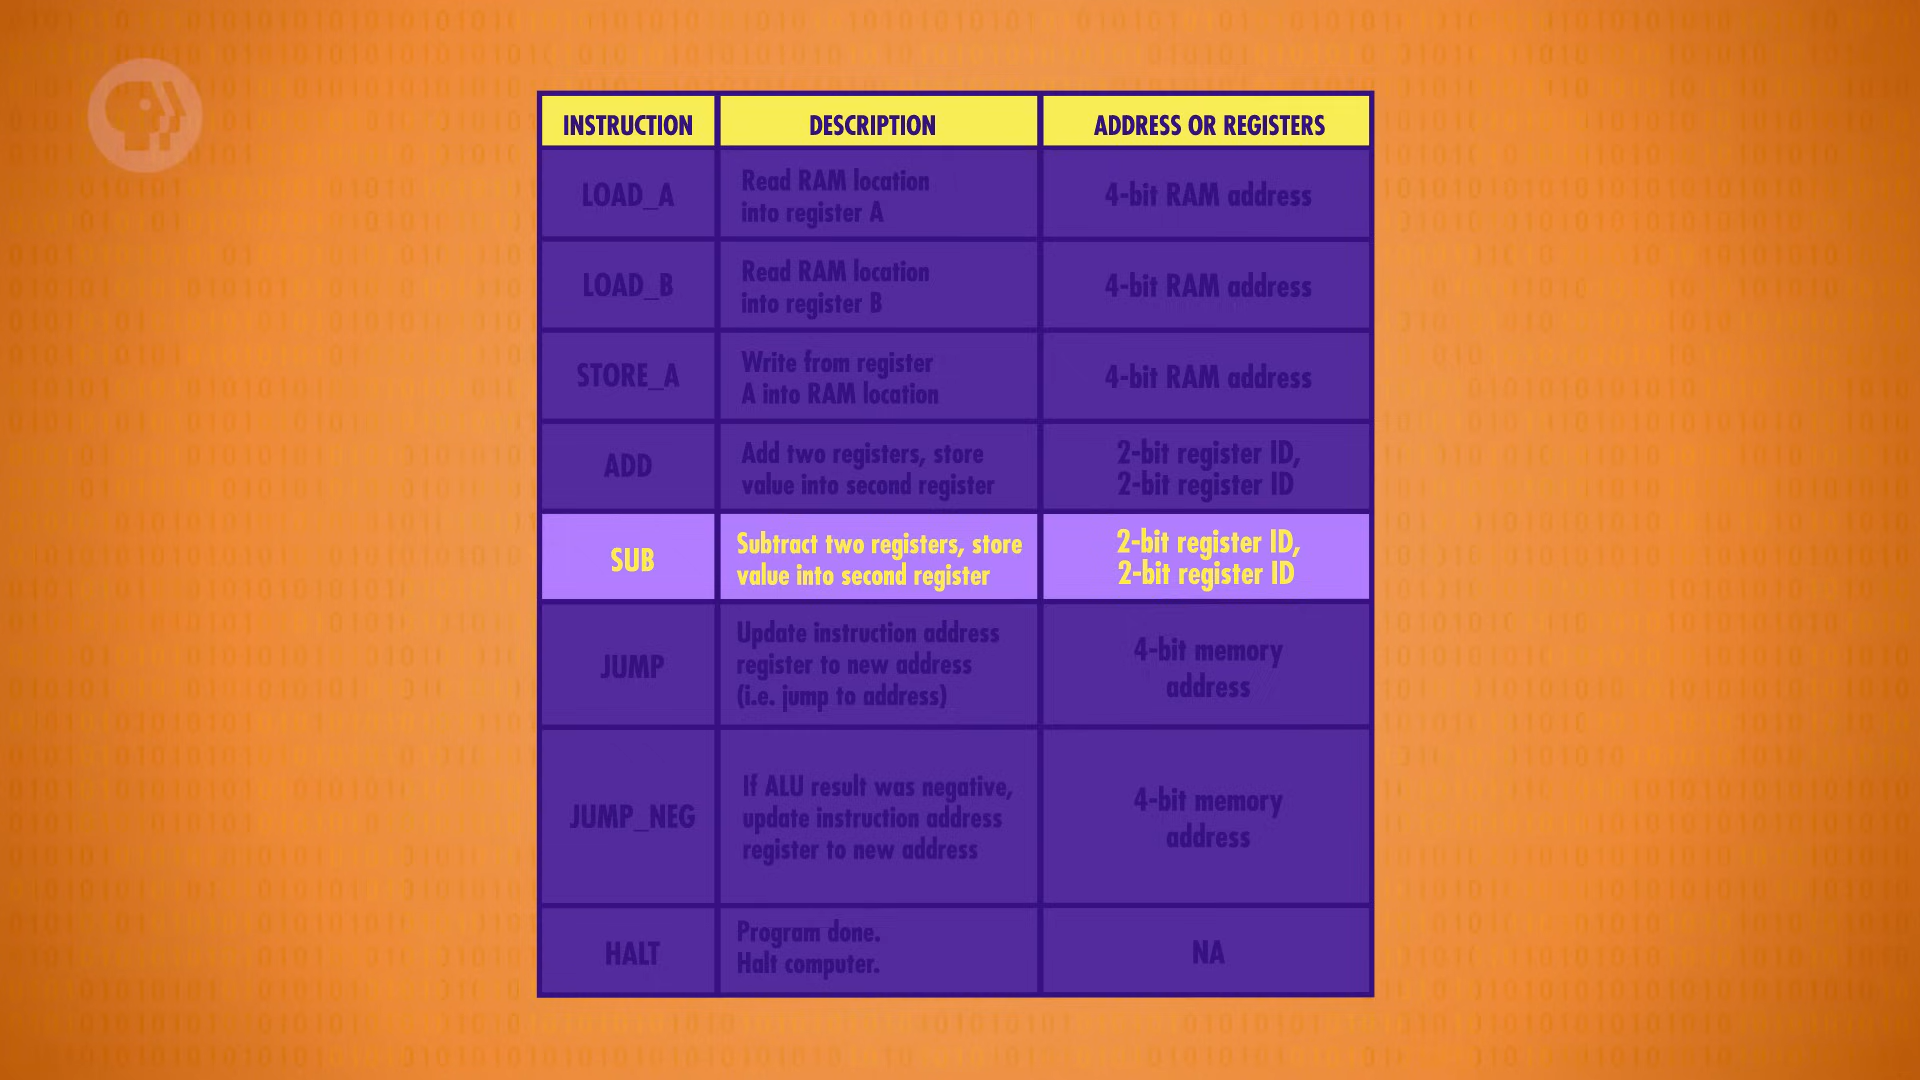 INSTRUCTION DESCRIPTION ADDRESS OR REGISTERS
LOAD_A
Read RAM location
into register A
4-bit RAM address
LOAD_B
Read RAM location
into register B
4-bit RAM address
STORE_A
Write from register
A into RAM location
4-bit RAM address
ADD
Add two registers, store
value into second register
2-bit register ID,
2-bit register ID
SUB
Subtract two registers, store
value into second register
2-bit register ID,
2-bit register ID
JUMP
Update instruction address
register to new address
(i.e. jump to address)
4-bit memory
address
JUMP_NEG
If ALU result was negative,
update instruction address
register to new address
4-bit memory
address
HALT
Program done.
Halt computer.
NA